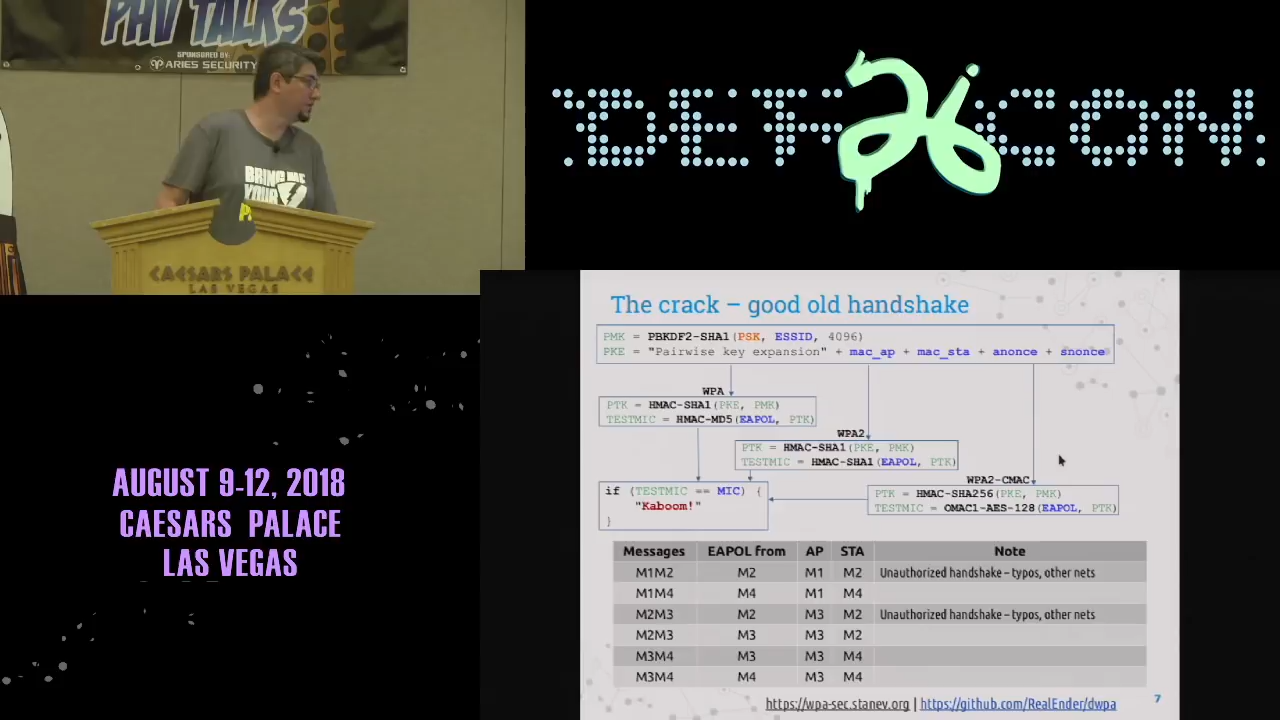 PHV TALKS
SPONSORED BY:
ARIES SECURITY
BRING ME
YOUR
CAESARS PALACE
LAS VEGAS
DEF 26 CON
AUGUST 9-12, 2018
CAESARS PALACE
LAS VEGAS
The crack – good old handshake
PMK = PBKDF2-SHA1(PSK, ESSID, 4096)
PKE = "Pairwise key expansion" + mac_ap + mac_sta + anonce + snonce
WPA
PTK = HMAC-SHA1(PKE, PMK)
TESTMIC = HMAC-MD5(EAPOL, PTK)
WPA2
PTK = HMAC-SHA1(PKE, PMK)
TESTMIC = HMAC-SHA1(EAPOL, PTK)
WPA2-CMAC
PTK = HMAC-SHA256(PKE, PMK)
TESTMIC = OMAC1-AES-128(EAPOL, PTK)
if (TESTMIC == MIC) {
"Kaboom!"
}
Messages EAPOL from AP STA Note
M1M2 M2 M1 M2 Unauthorized handshake – typos, other nets
M1M4 M4 M1 M4
M2M3 M2 M3 M2 Unauthorized handshake – typos, other nets
M2M3 M3 M3 M2
M3M4 M3 M3 M4
M3M4 M4 M3 M4
https://wpa-sec.stanev.org | https://github.com/RealEnder/dwpa 7